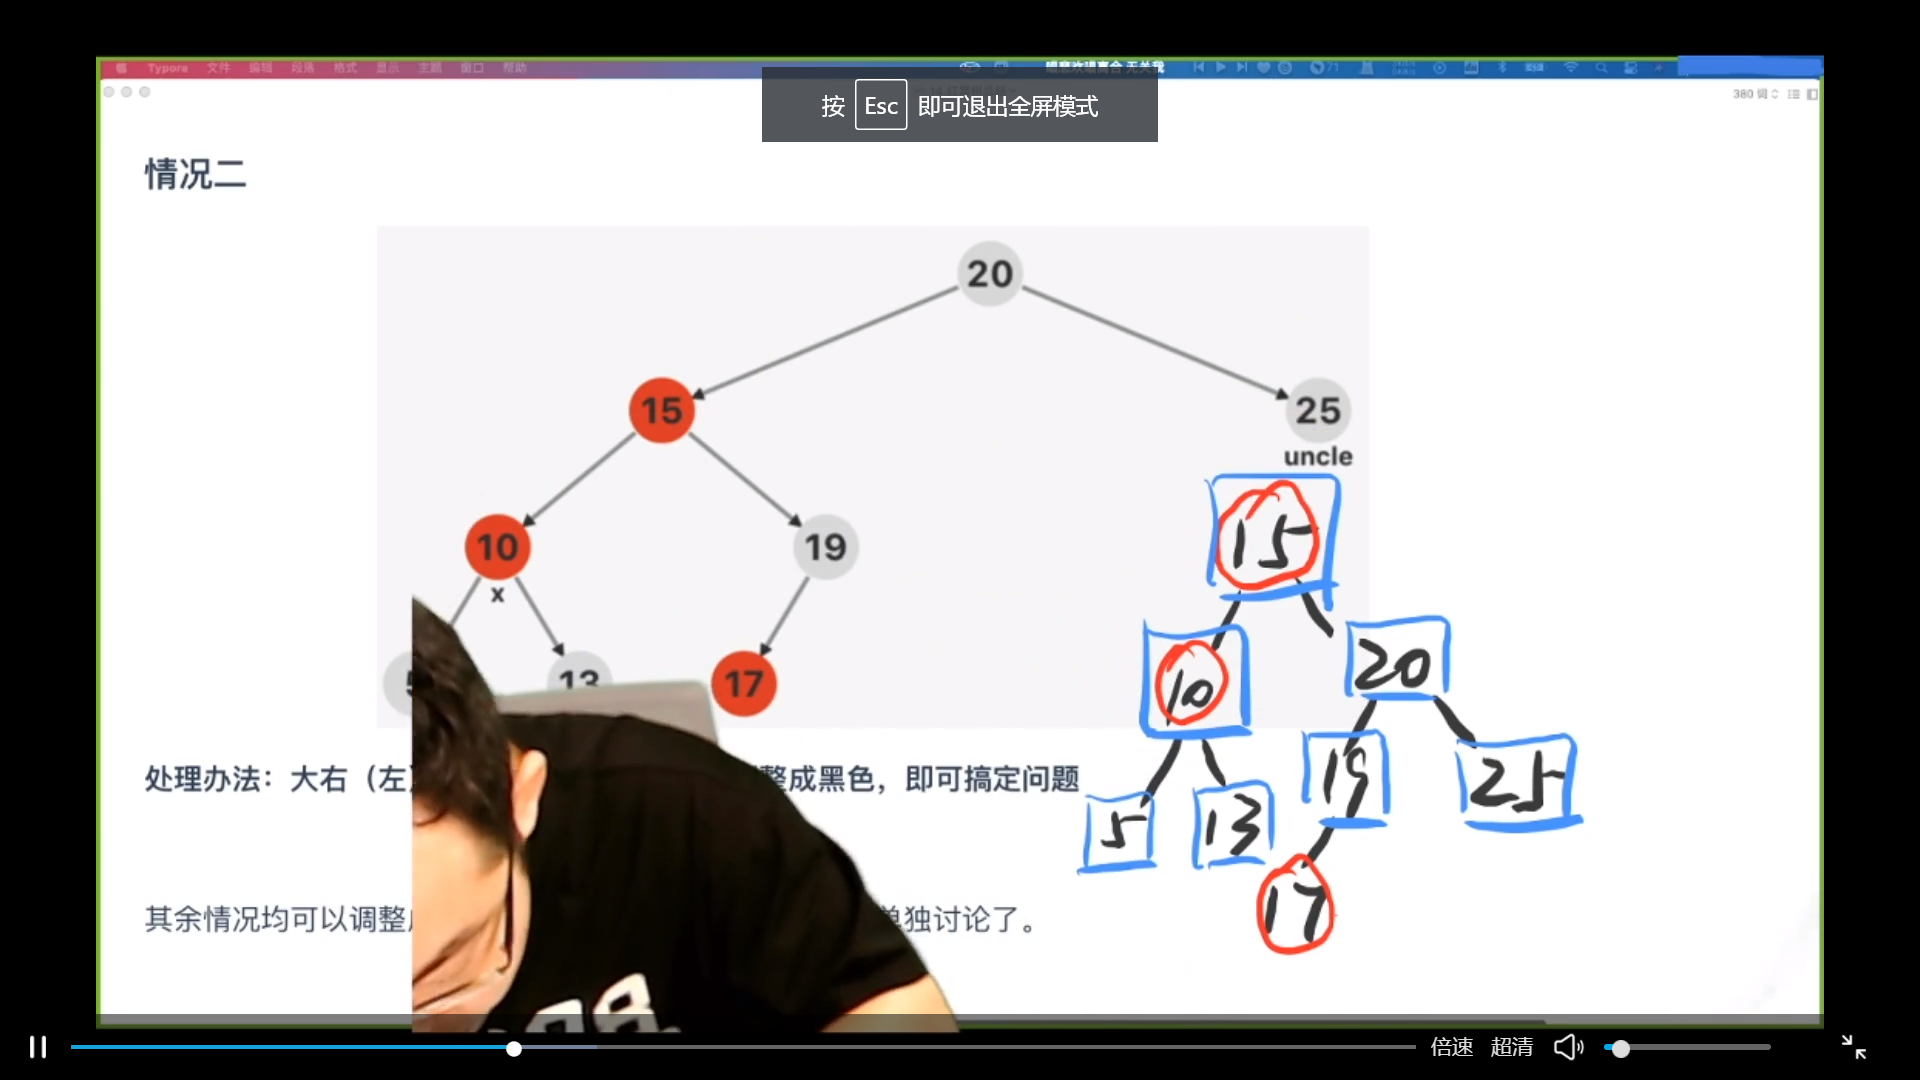 Typora 文件 编辑 段落 格式 显示 主题 窗口 帮助
71
380 词
按 Esc 即可退出全屏模式
情况二
20
15
25
uncle
10
19
x
13
17
15
10
20
19
25
5
13
17
处理办法：大右（左
整成黑色，即可搞定问题
其余情况均可以调整
单独讨论了。
倍速 超清